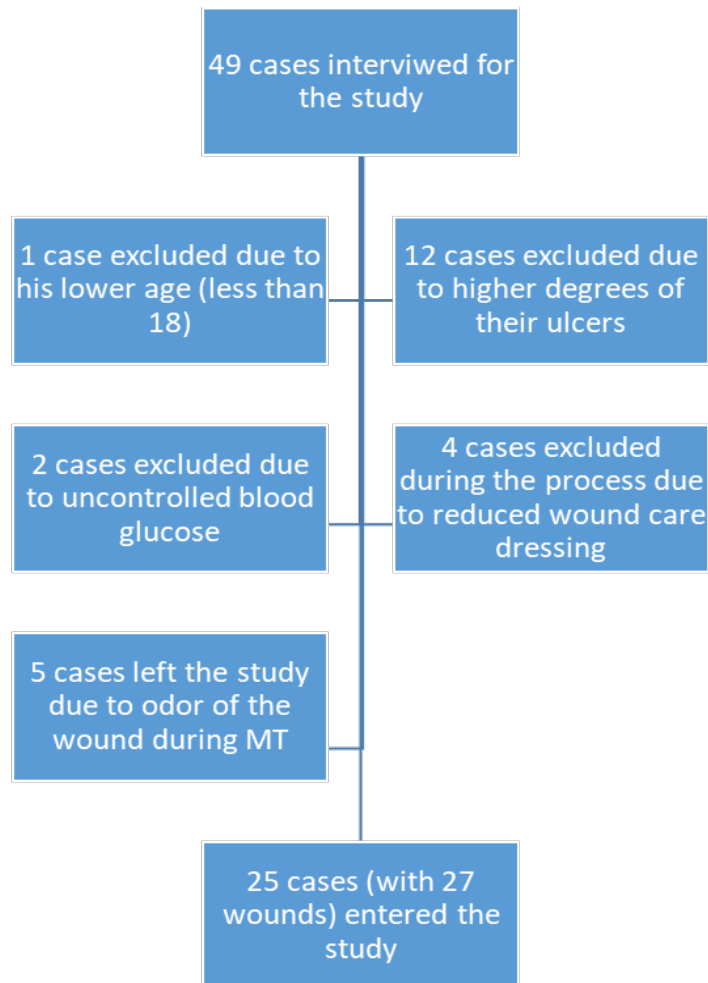 49 cases interviwed for
the study
1 case excluded due to
his lower age (less than
18)
12 cases excluded due
to higher degrees of
their ulcers
2 cases excluded due
to uncontrolled blood
glucose
4 cases excluded
during the process due
to reduced wound care
dressing
5 cases left the study
due to odor of the
wound during MT
25 cases (with 27
wounds) entered the
study